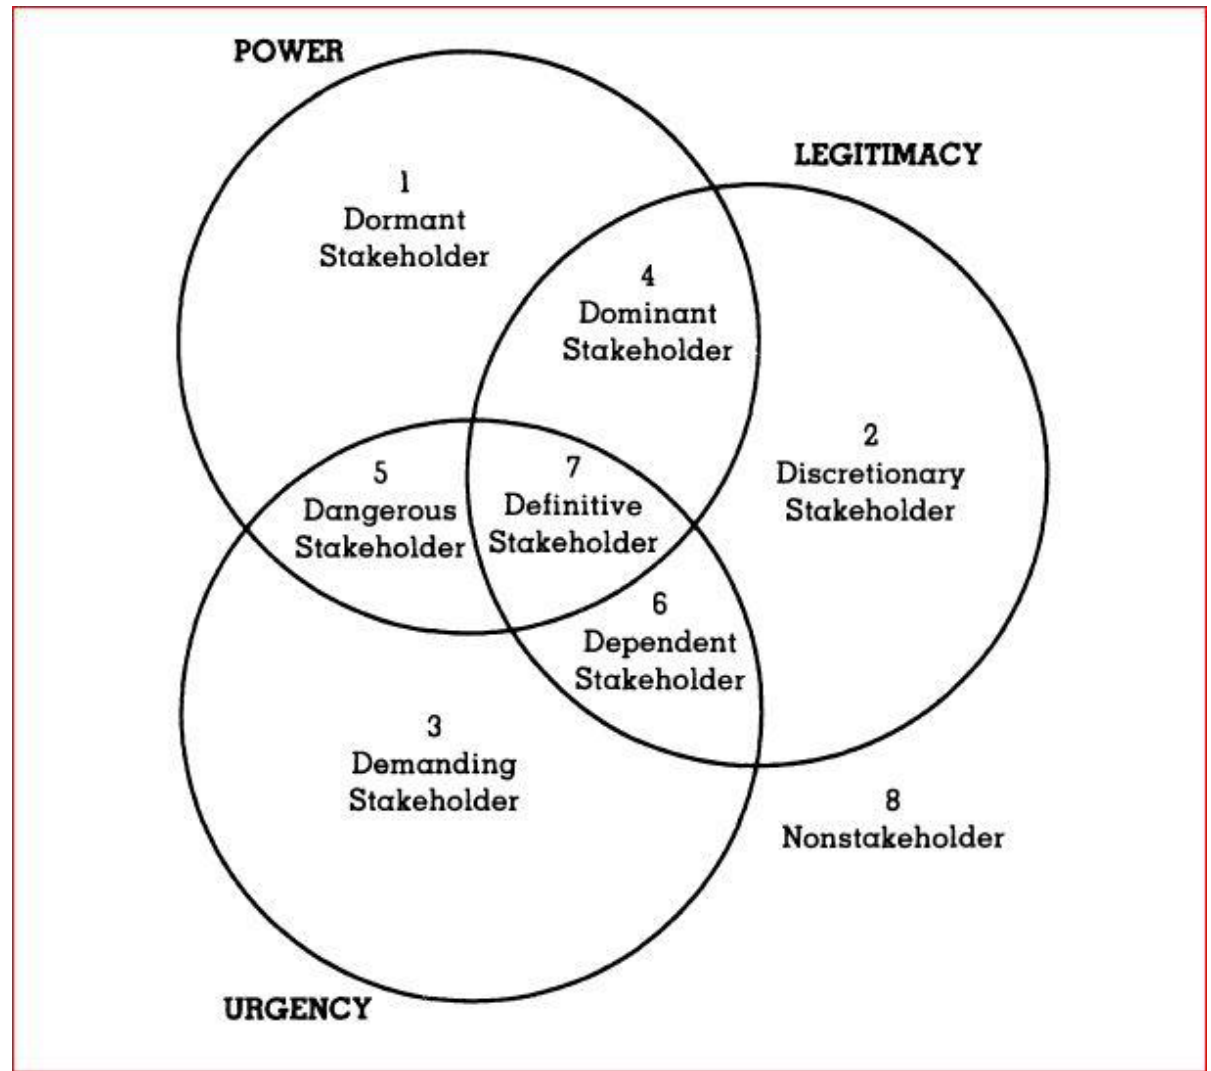 POWER
LEGITIMACY
1
Dormant
Stakeholder
4
Dominant
Stakeholder
2
Discretionary
Stakeholder
5
Dangerous
Stakeholder
7
Definitive
Stakeholder
6
Dependent
Stakeholder
3
Demanding
Stakeholder
8
Nonstakeholder
URGENCY